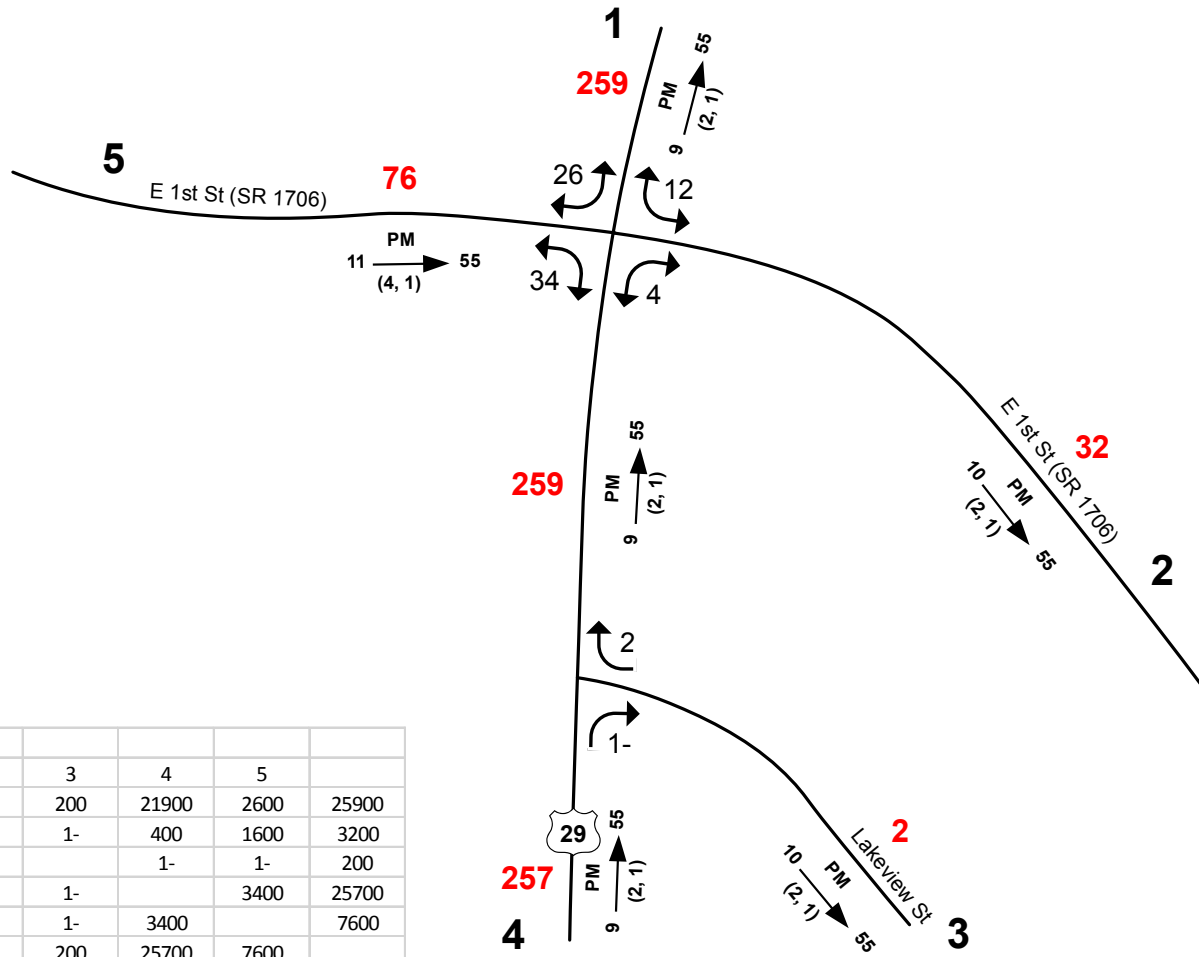 1
259
55
PM
(2, 1)
9
5
E 1st St (SR 1706)
76
26
12
PM
11 55
(4, 1)
34
4
E 1st St (SR 1706)
32
10
PM
(2, 1)
55
2
259
55
PM
(2, 1)
9
2
1-
29
55
PM
(2, 1)
9
257
4
2
Lakeview St
10
PM
(2, 1)
55
3
3 4 5
200 21900 2600 25900
1- 400 1600 3200
1- 1- 200
1- 3400 25700
1- 3400 7600
200 25700 7600